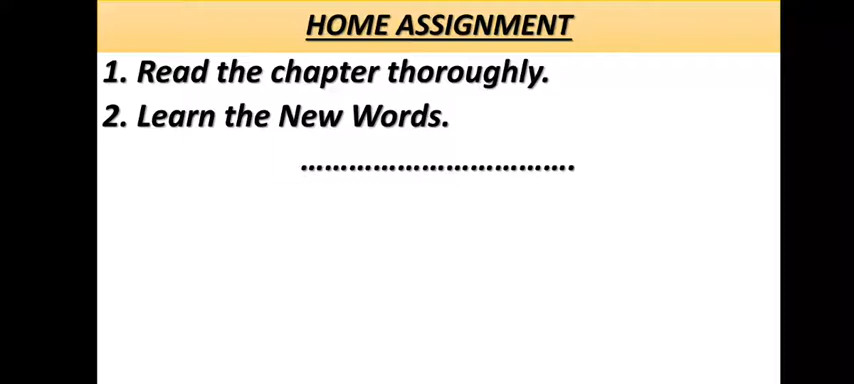 HOME ASSIGNMENT
1. Read the chapter thoroughly.
2. Learn the New Words.
…………………………….